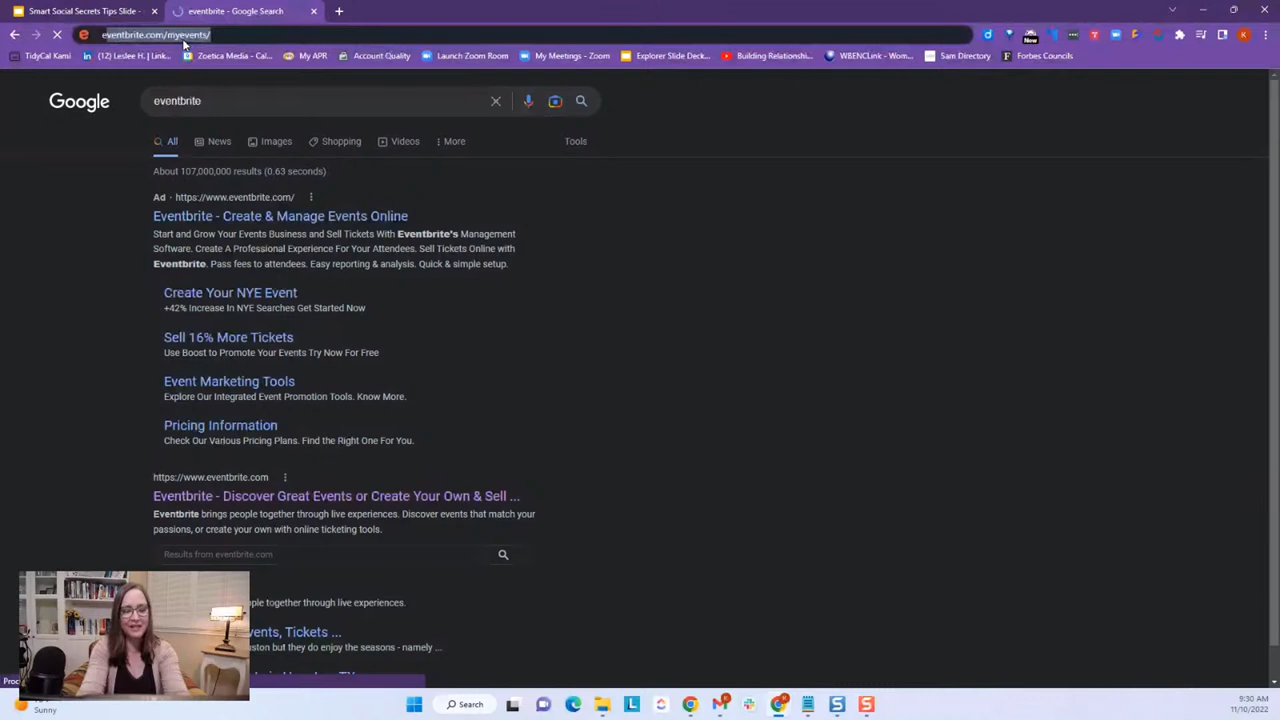 Smart Social Secrets Tips Slide -
eventbrite - Google Search
eventbrite.com/myevents/
New
K
TidyCal Kami
(12) Leslee H. | Link...
Zoetica Media - Cal...
My APR
Account Quality
Launch Zoom Room
My Meetings - Zoom
Explorer Slide Deck...
Building Relationshi...
WBENCLink - Wom...
Sam Directory
Forbes Councils
Google
eventbrite
All
News
Images
Shopping
Videos
More
Tools
About 107,000,000 results (0.63 seconds)
Ad · https://www.eventbrite.com/
Eventbrite - Create & Manage Events Online
Start and Grow Your Events Business and Sell Tickets With Eventbrite's Management
Software. Create A Professional Experience For Your Attendees. Sell Tickets Online with
Eventbrite. Pass fees to attendees. Easy reporting & analysis. Quick & simple setup.
Create Your NYE Event
+42% Increase In NYE Searches Get Started Now
Sell 16% More Tickets
Use Boost to Promote Your Events Try Now For Free
Event Marketing Tools
Explore Our Integrated Event Promotion Tools. Know More.
Pricing Information
Check Our Various Pricing Plans. Find the Right One For You.
https://www.eventbrite.com
Eventbrite - Discover Great Events or Create Your Own & Sell ...
Eventbrite brings people together through live experiences. Discover events that match your
passions, or create your own with online ticketing tools.
Results from eventbrite.com
ple together through live experiences.
vents, Tickets ...
uston but they do enjoy the seasons - namely ...
Proc
Sunny
Search
9:30 AM
11/10/2022